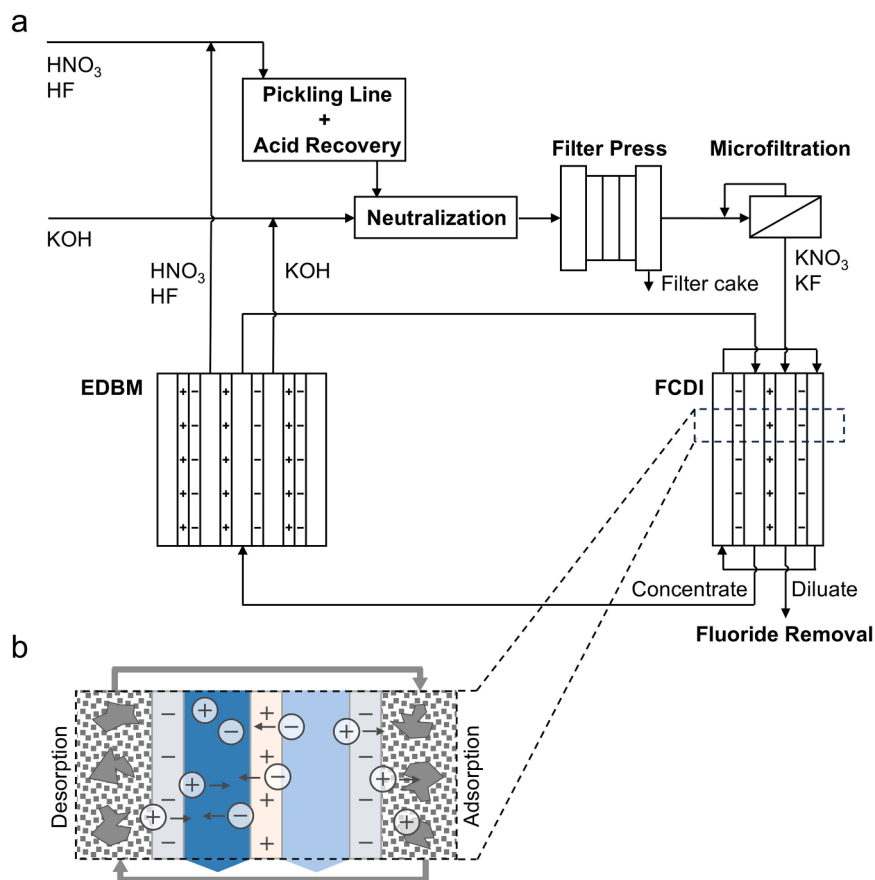 a
HNO₃
HF
Pickling Line
+
Acid Recovery
Filter Press
Microfiltration
Neutralization
KOH
HNO₃
HF
KOH
Filter cake
KNO₃
KF
EDBM
FCDI
Concentrate
Diluate
Fluoride Removal
b
Desorption
Adsorption